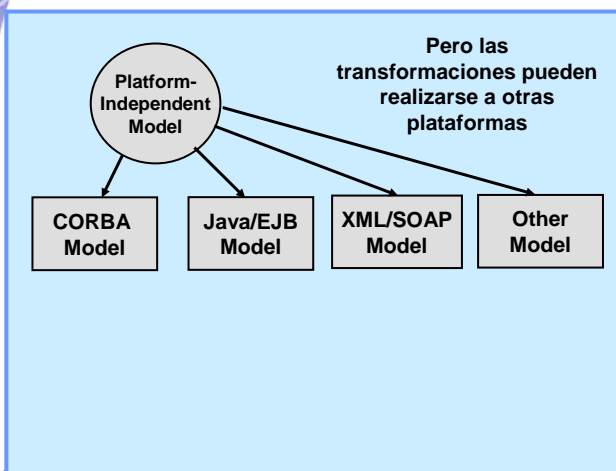 Platform-
Independent
Model
Pero las
transformaciones pueden
realizarse a otras
plataformas
CORBA
Model
Java/EJB
Model
XML/SOAP
Model
Other
Model